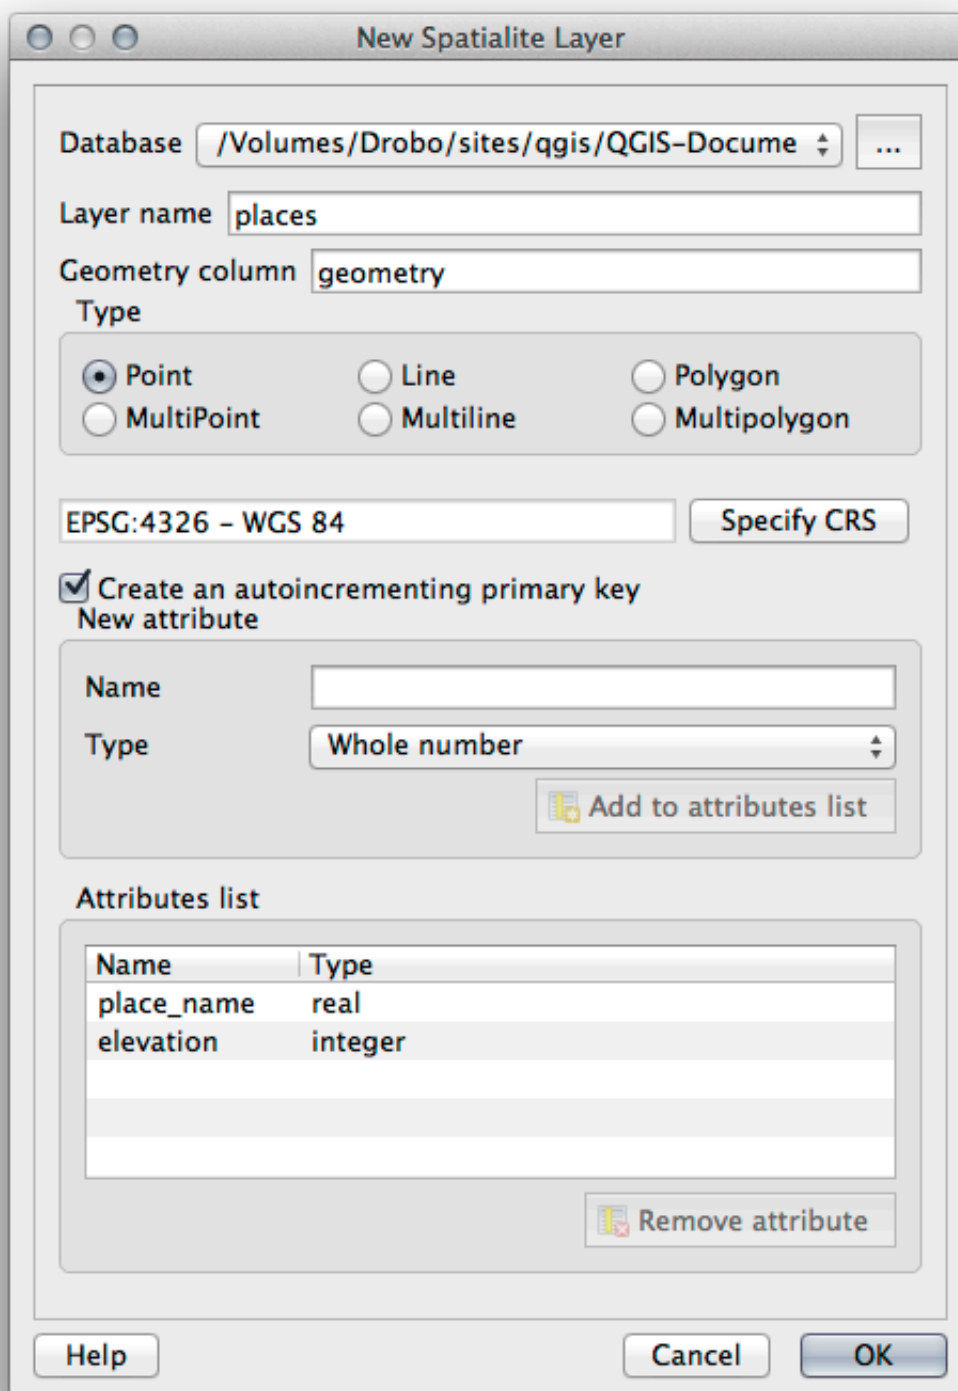 New Spatialite Layer
Database /Volumes/Drobo/sites/qgis/QGIS-Docume ...
Layer name places
Geometry column geometry
Type
Point Line Polygon
MultiPoint Multiline Multipolygon
EPSG:4326 – WGS 84 Specify CRS
Create an autoincrementing primary key
New attribute
Name
Type Whole number
Add to attributes list
Attributes list
Name Type
place_name real
elevation integer
Remove attribute
Help Cancel OK